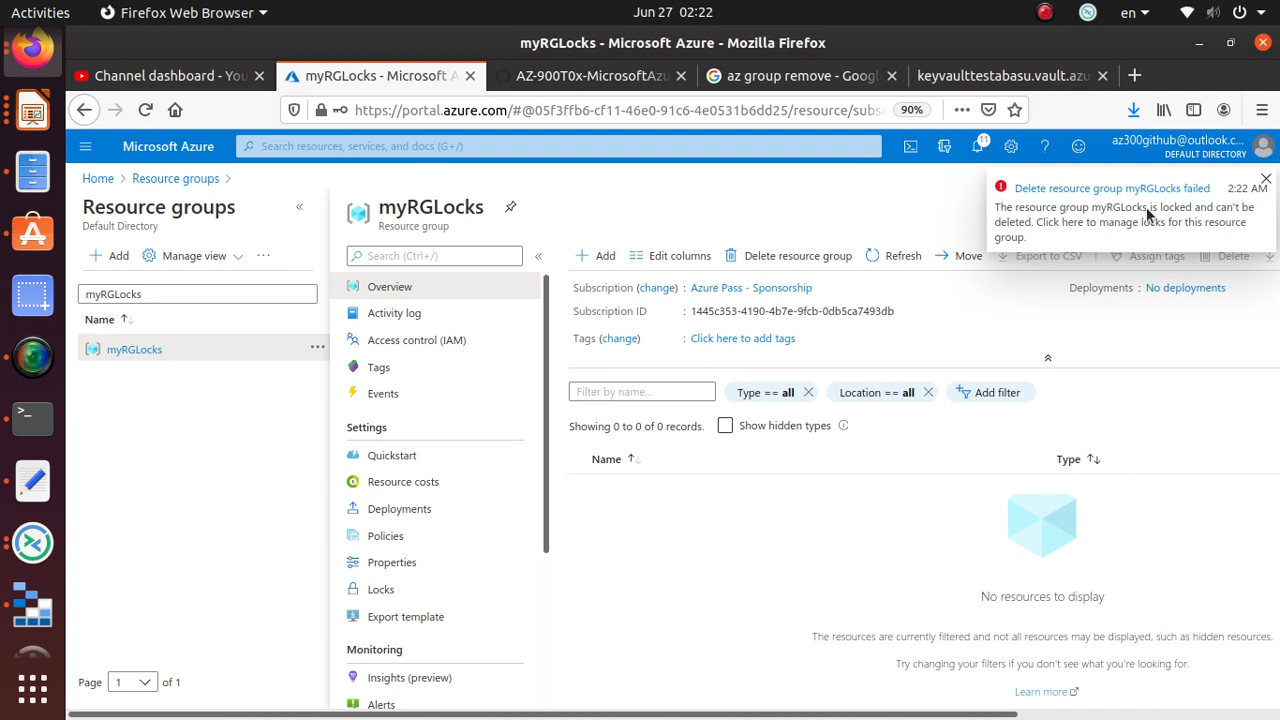 Activities
Firefox Web Browser
Jun 27 02:22
en
myRGLocks - Microsoft Azure - Mozilla Firefox
Channel dashboard - You
myRGLocks - Microsoft A
AZ-900T0x-MicrosoftAzu
az group remove - Googl
keyvaulttestabasu.vault.azu
https://portal.azure.com/#@05f3ffb6-cf11-46e0-91c6-4e0533b6dd25/resource/subs
90%
Microsoft Azure
Search resources, services, and docs (G+/)
11
az300github@outlook.c...
DEFAULT DIRECTORY
Home > Resource groups >
Resource groups
Default Directory
Add
Manage view
myRGLocks
Name
myRGLocks
Page 1 of 1
myRGLocks
Resource group
Search (Ctrl+/)
Overview
Activity log
Access control (IAM)
Tags
Events
Settings
Quickstart
Resource costs
Deployments
Policies
Properties
Locks
Export template
Monitoring
Insights (preview)
Alerts
Delete resource group myRGLocks failed
2:22 AM
The resource group myRGLocks is locked and can't be
deleted. Click here to manage locks for this resource
group.
Add
Edit columns
Delete resource group
Refresh
Move
Export to CSV
Assign tags
Delete
Subscription (change) : Azure Pass - Sponsorship
Deployments : No deployments
Subscription ID : 1445c353-4190-4b7e-9fcb-0db5ca7493db
Tags (change) : Click here to add tags
Filter by name...
Type == all
Location == all
Add filter
Showing 0 to 0 of 0 records.
Show hidden types
Name
Type
No resources to display
The resources are currently filtered and not all resources may be displayed, such as hidden resources.
Try changing your filters if you don't see what you're looking for.
Learn more